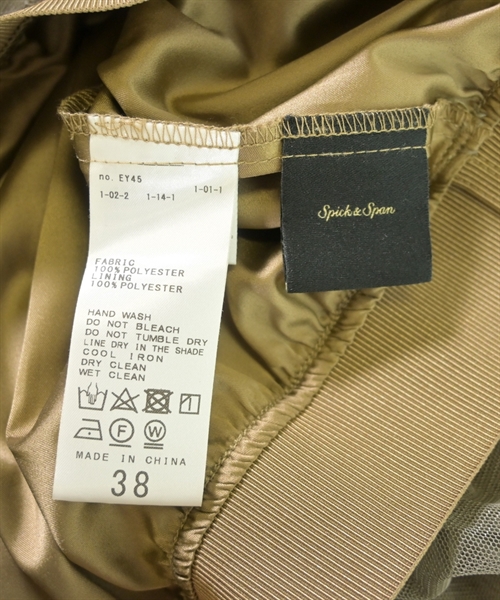 no. EY45
1-02-2 1-14-1 1-01-1
FABRIC
100% POLYESTER
LINING
100% POLYESTER
HAND WASH
DO NOT BLEACH
DO NOT TUMBLE DRY
LINE DRY IN THE SHADE
COOL IRON
DRY CLEAN
WET CLEAN
F W
MADE IN CHINA
38
Spick & Span